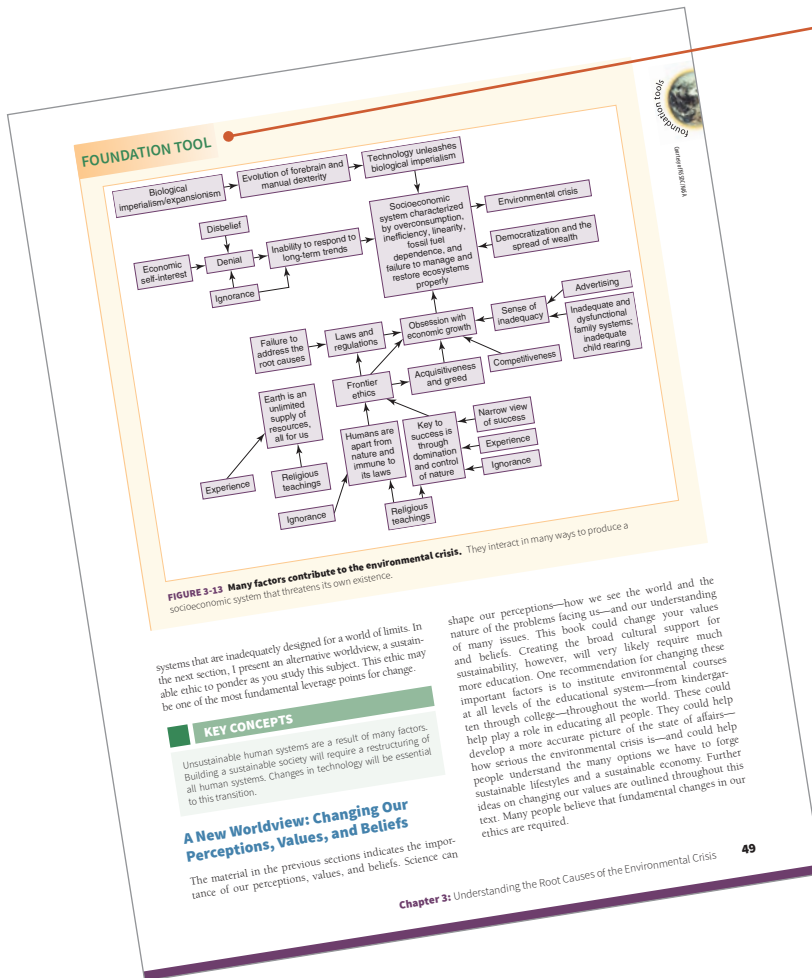 FOUNDATION TOOL
foundation tools
Biological
imperialism/expansionism
Evolution of forebrain and
manual dexterity
Technology unleashes
biological imperialism
Socioeconomic
system characterized
by overconsumption,
inefficiency, linearity,
fossil fuel
dependence, and
failure to manage and
restore ecosystems
properly
Environmental crisis
Democratization and the
spread of wealth
Disbelief
Economic
self-interest
Denial
Inability to respond to
long-term trends
Ignorance
Failure to
address the
root causes
Laws and
regulations
Obsession with
economic growth
Sense of
inadequacy
Advertising
Inadequate and
dysfunctional
family systems;
inadequate
child rearing
Competitiveness
Acquisitiveness
and greed
Frontier
ethics
Earth is an
unlimited
supply of
resources,
all for us
Humans are
apart from
nature and
immune to
its laws
Key to
success is
through
domination
and control
of nature
Narrow view
of success
Experience
Ignorance
Experience
Religious
teachings
Ignorance
Religious
teachings
FIGURE 3-13 Many factors contribute to the environmental crisis. They interact in many ways to produce a
socioeconomic system that threatens its own existence.
systems that are inadequately designed for a world of limits. In
the next section, I present an alternative worldview, a sustain-
able ethic to ponder as you study this subject. This ethic may
be one of the most fundamental leverage points for change.
KEY CONCEPTS
Unsustainable human systems are a result of many factors.
Building a sustainable society will require a restructuring of
all human systems. Changes in technology will be essential
to this transition.
A New Worldview: Changing Our
Perceptions, Values, and Beliefs
The material in the previous sections indicates the impor-
tance of our perceptions, values, and beliefs. Science can
shape our perceptions—how we see the world and the
nature of the problems facing us—and our understanding
of many issues. This book could change your values
and beliefs. Creating the broad cultural support for
sustainability, however, will very likely require much
more education. One recommendation for changing these
important factors is to institute environmental courses
at all levels of the educational system—from kindergar-
ten through college—throughout the world. These could
help play a role in educating all people. They could help
develop a more accurate picture of the state of affairs—
how serious the environmental crisis is—and could help
people understand the many options we have to forge
sustainable lifestyles and a sustainable economy. Further
ideas on changing our values are outlined throughout this
text. Many people believe that fundamental changes in our
ethics are required.
Chapter 3: Understanding the Root Causes of the Environmental Crisis
49